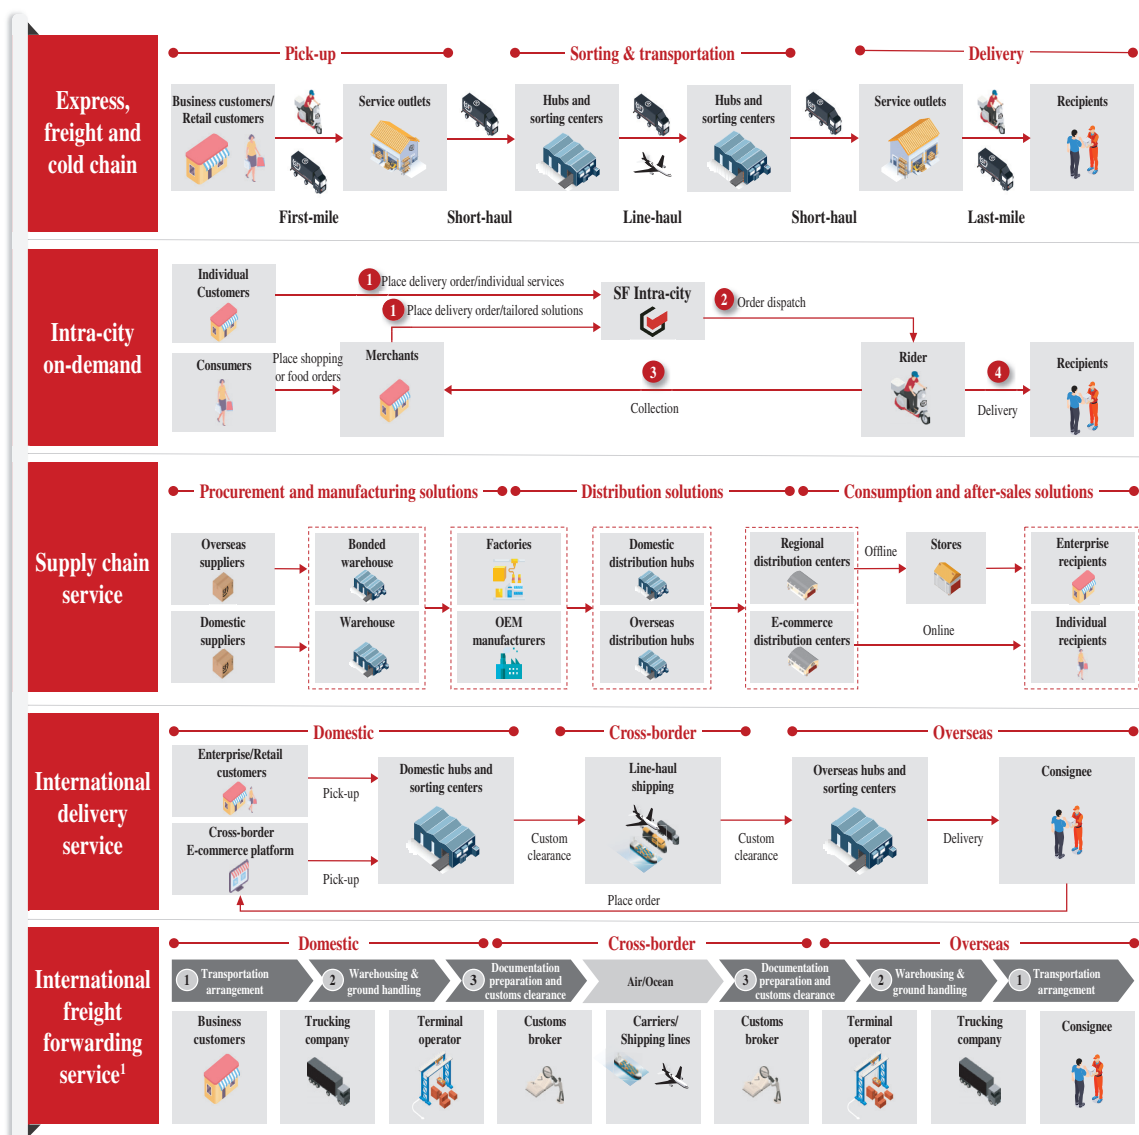 Express,
freight and
cold chain
Pick-up
Sorting & transportation
Delivery
Business customers/
Retail customers
Service outlets
Hubs and
sorting centers
Hubs and
sorting centers
Service outlets
Recipients
First-mile
Short-haul
Line-haul
Short-haul
Last-mile
Intra-city
on-demand
Individual
Customers
1 Place delivery order/individual services
1 Place delivery order/tailored solutions
SF Intra-city
2 Order dispatch
Consumers
Place shopping
or food orders
Merchants
3
Collection
Rider
4
Delivery
Recipients
Supply chain
service
Procurement and manufacturing solutions
Distribution solutions
Consumption and after-sales solutions
Overseas
suppliers
Bonded
warehouse
Factories
Domestic
distribution hubs
Regional
distribution centers
Offline
Stores
Enterprise
recipients
Domestic
suppliers
Warehouse
OEM
manufacturers
Overseas
distribution hubs
E-commerce
distribution centers
Online
Individual
recipients
International
delivery
service
Domestic
Cross-border
Overseas
Enterprise/Retail
customers
Pick-up
Cross-border
E-commerce platform
Pick-up
Domestic hubs and
sorting centers
Custom
clearance
Line-haul
shipping
Custom
clearance
Overseas hubs and
sorting centers
Delivery
Consignee
Place order
International
freight
forwarding
service1
Domestic
Cross-border
Overseas
1 Transportation
arrangement
2 Warehousing &
ground handling
3 Documentation
preparation and
customs clearance
Air/Ocean
3 Documentation
preparation and
customs clearance
2 Warehousing &
ground handling
1 Transportation
arrangement
Business
customers
Trucking
company
Terminal
operator
Customs
broker
Carriers/
Shipping lines
Customs
broker
Terminal
operator
Trucking
company
Consignee